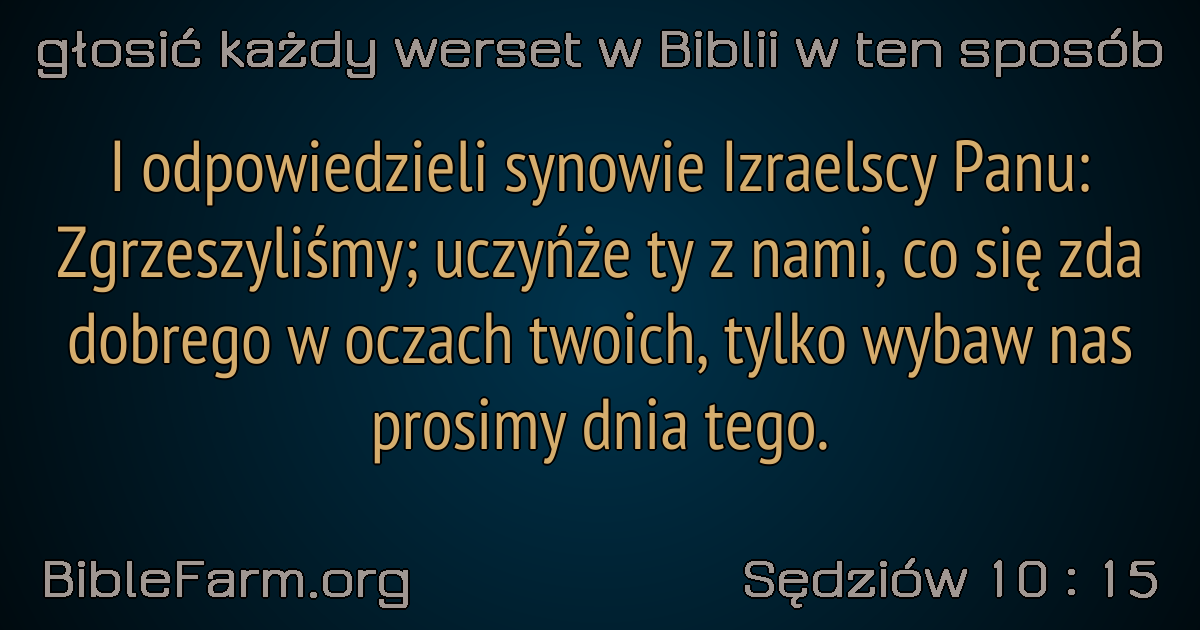 głosić każdy werset w Biblii w ten sposób
I odpowiedzieli synowie Izraelscy Panu:
Zgrzeszyliśmy; uczyńże ty z nami, co się zda
dobrego w oczach twoich, tylko wybaw nas
prosimy dnia tego.
BibleFarm.org
Sędziów 10 : 15